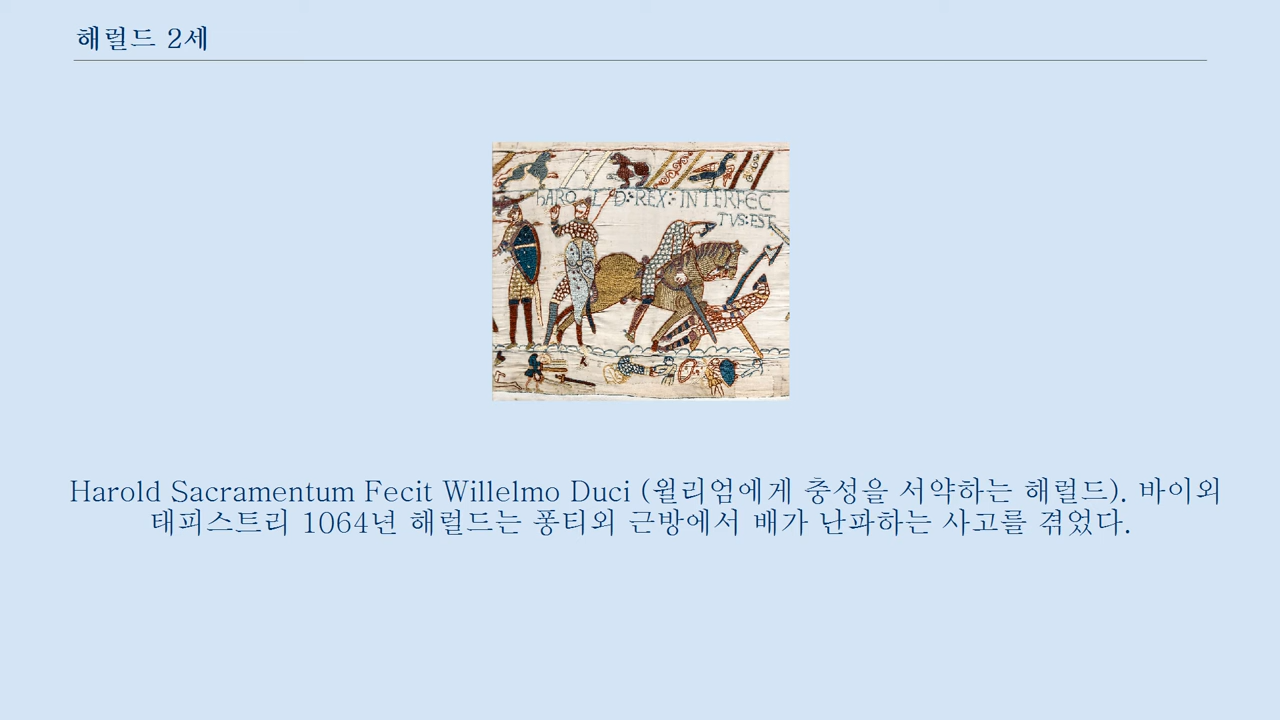 해럴드 2세
hAROLD:REX:INTERFEC
TVS:EST
Harold Sacramentum Fecit Willelmo Duci (윌리엄에게 충성을 서약하는 해럴드). 바이외
태피스트리 1064년 해럴드는 퐁티외 근방에서 배가 난파하는 사고를 겪었다.